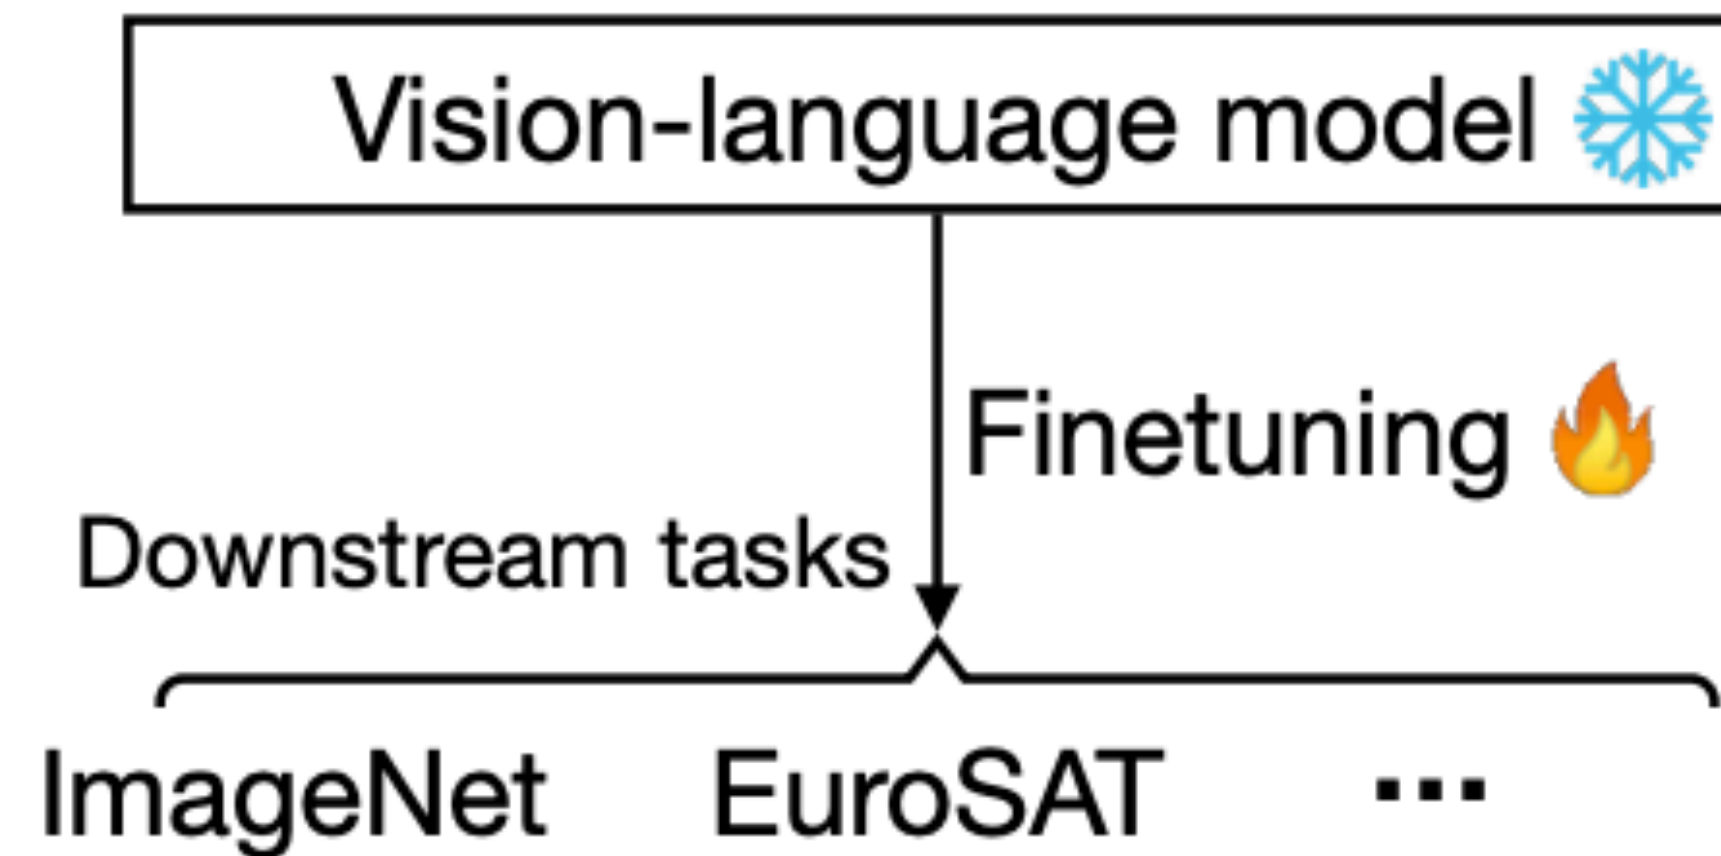 Vision-language model
Finetuning
Downstream tasks
ImageNet EuroSAT ...